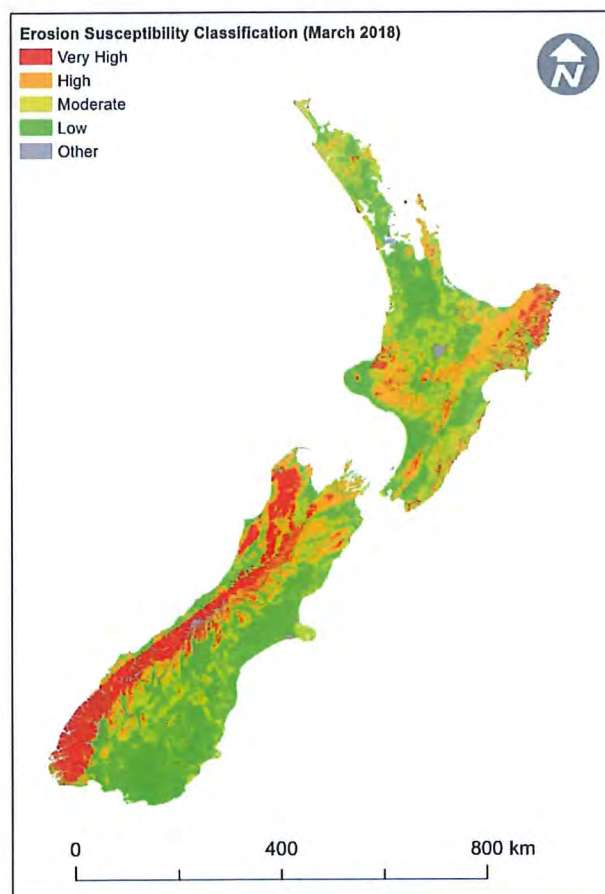 Erosion Susceptibility Classification (March 2018)
Very High
High
Moderate
Low
Other
N
0 400 800 km